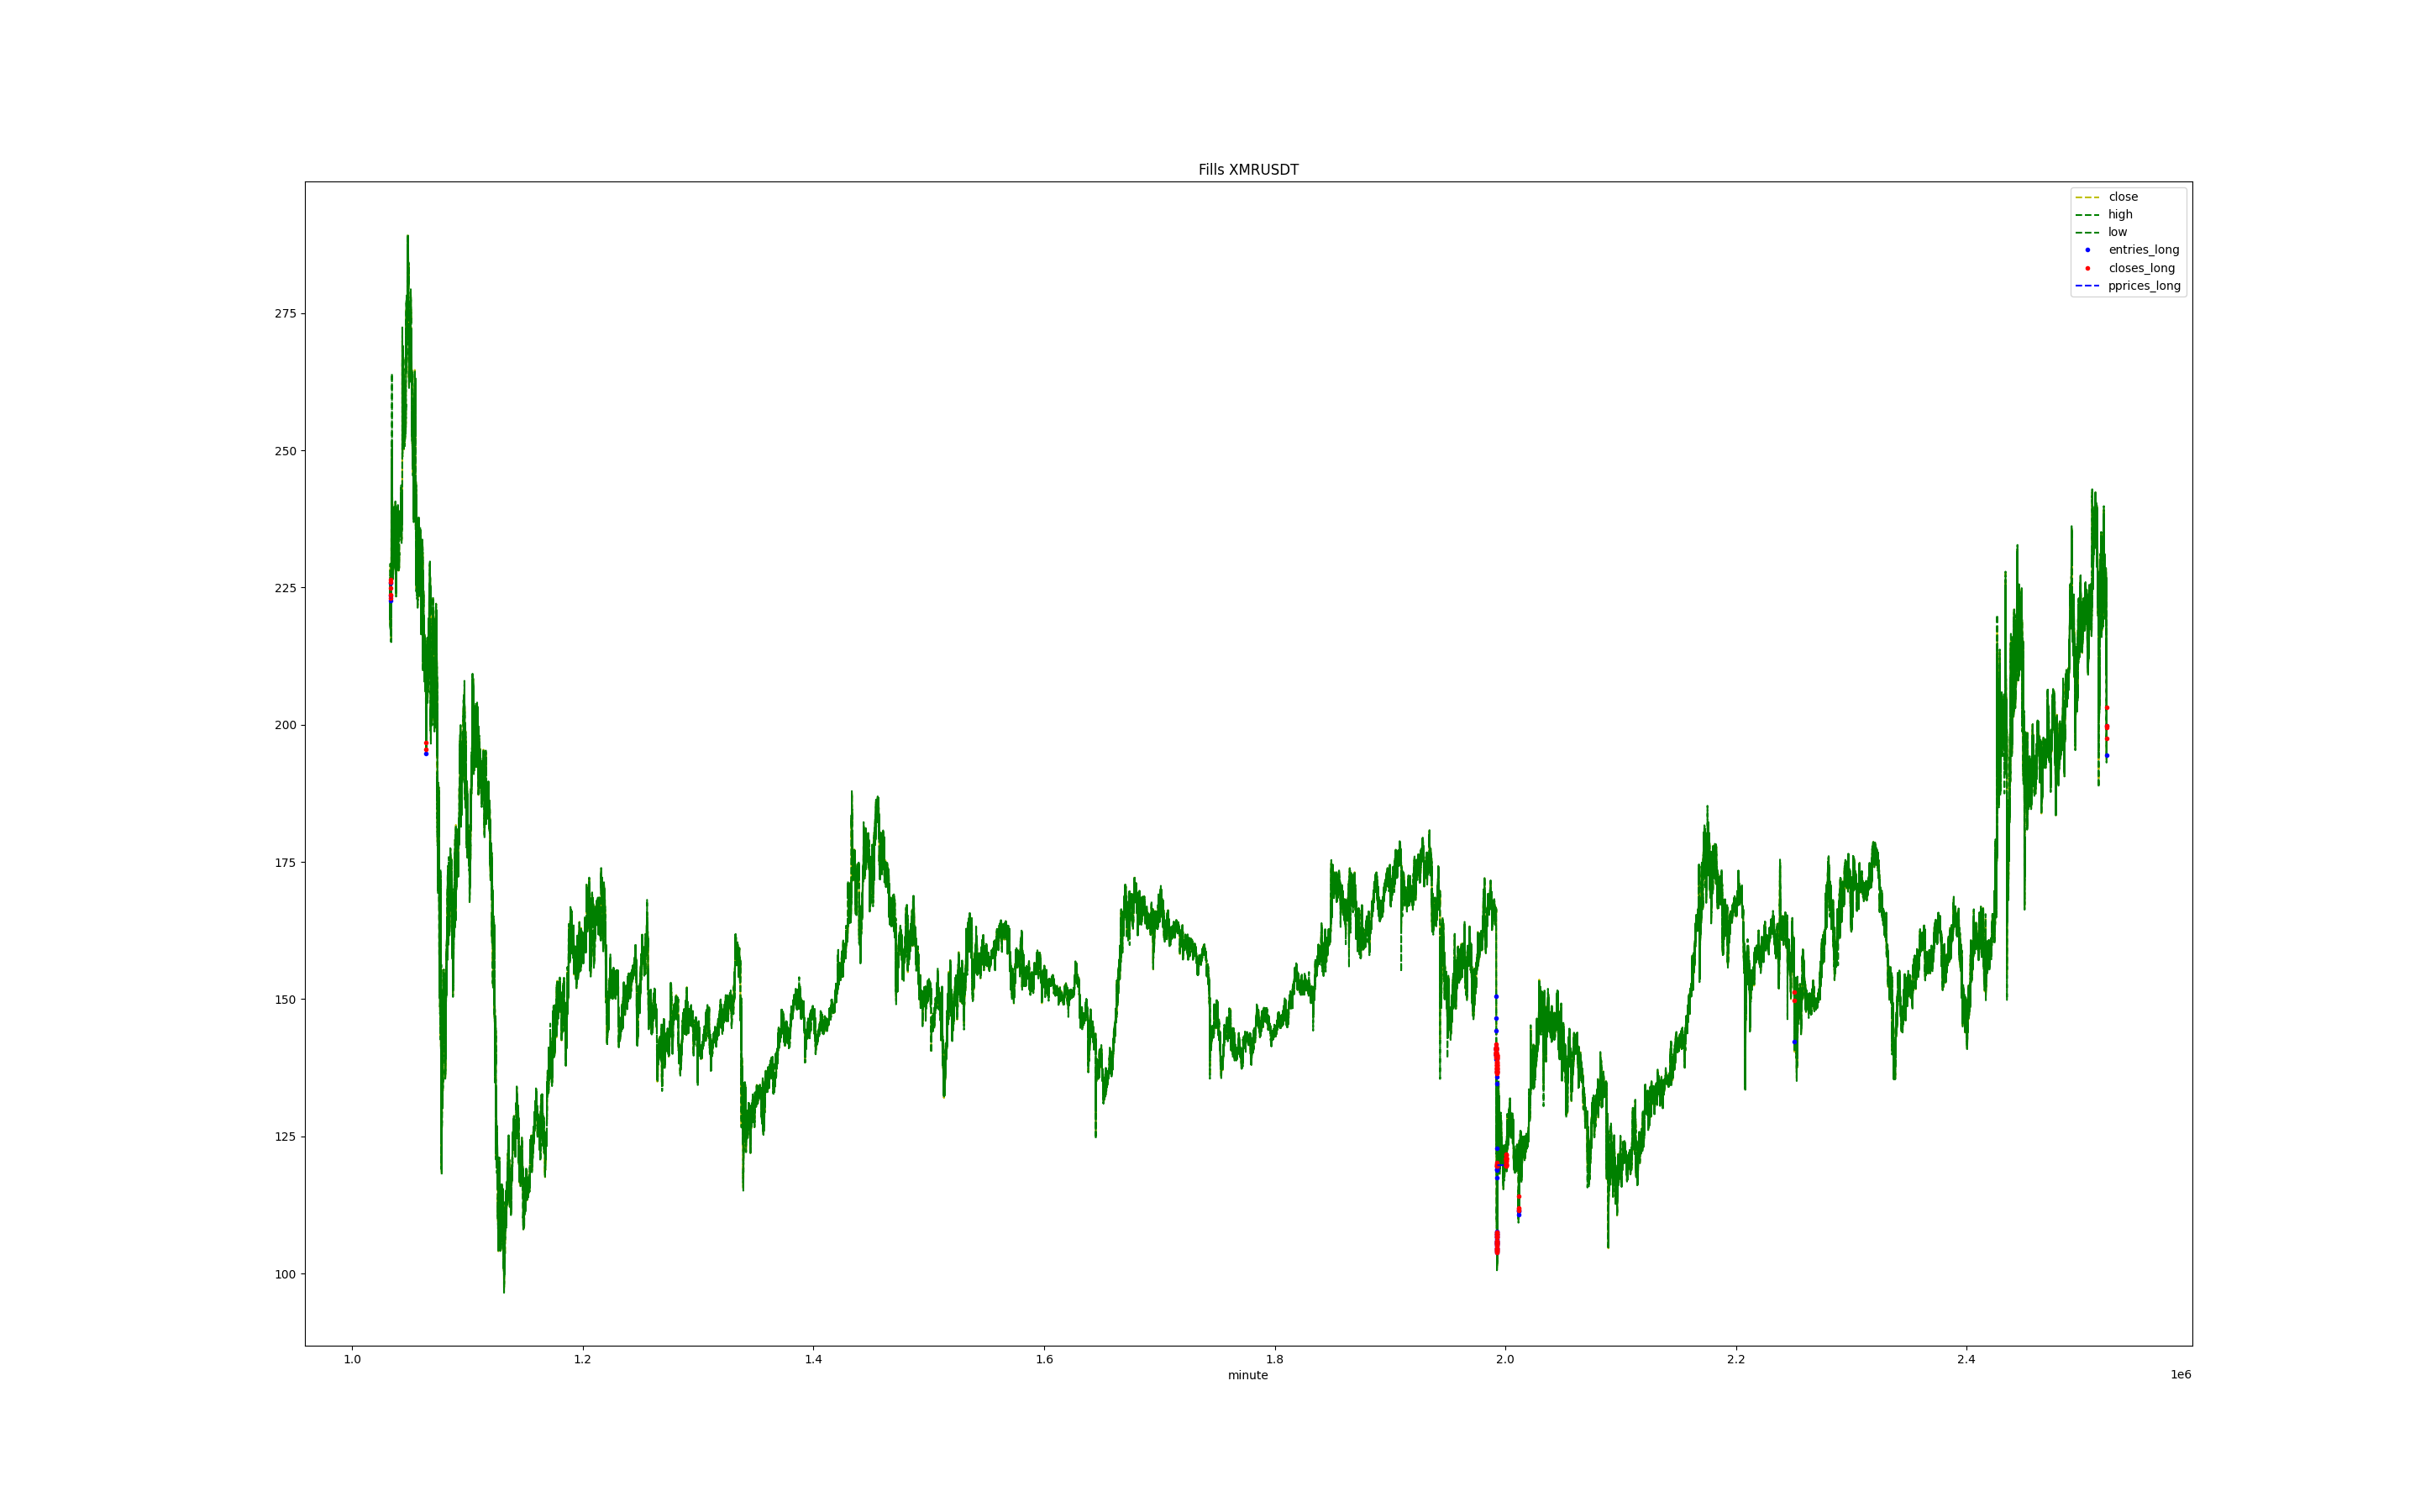 Fills XMRUSDT
close
high
low
entries_long
closes_long
pprices_long
275
250
225
200
175
150
125
100
1.0 1.2 1.4 1.6 1.8 2.0 2.2 2.4
minute 1e6